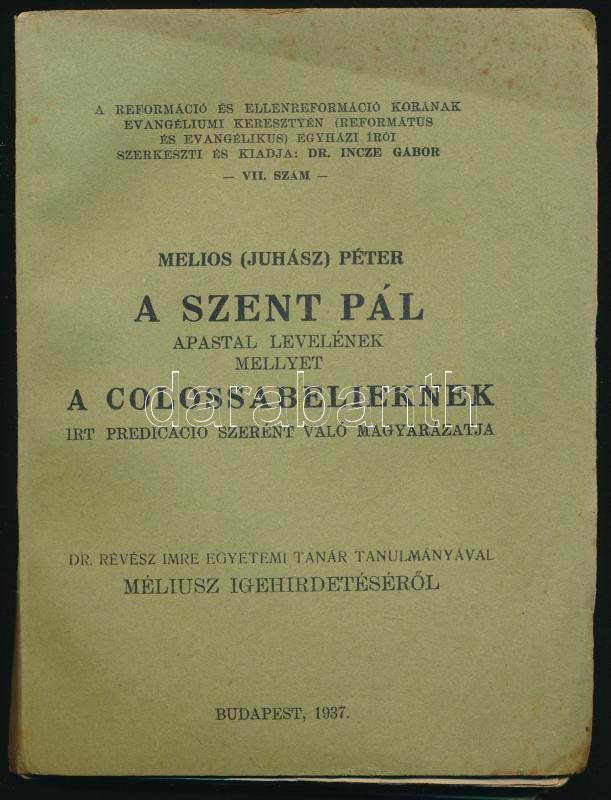 A REFORMÁCIÓ ÉS ELLENREFORMÁCIÓ KORÁNAK
EVANGÉLIUMI KERESZTYÉN (REFORMÁTUS
ÉS EVANGÉLIKUS) EGYHÁZI ÍRÓI
SZERKESZTI ÉS KIADJA: DR. INCZE GÁBOR
— VII. SZÁM —
MELIOS (JUHÁSZ) PÉTER
A SZENT PÁL
APASTAL LEVELÉNEK
MELLYET
A COLOSSABELIEKNEK
darabanth
IRT PREDICACIO SZERENT VALÓ MAGYARÁZATJA
DR. RÉVÉSZ IMRE EGYETEMI TANÁR TANULMÁNYÁVAL
MÉLIUSZ IGEHIRDETÉSÉRŐL
BUDAPEST, 1937.